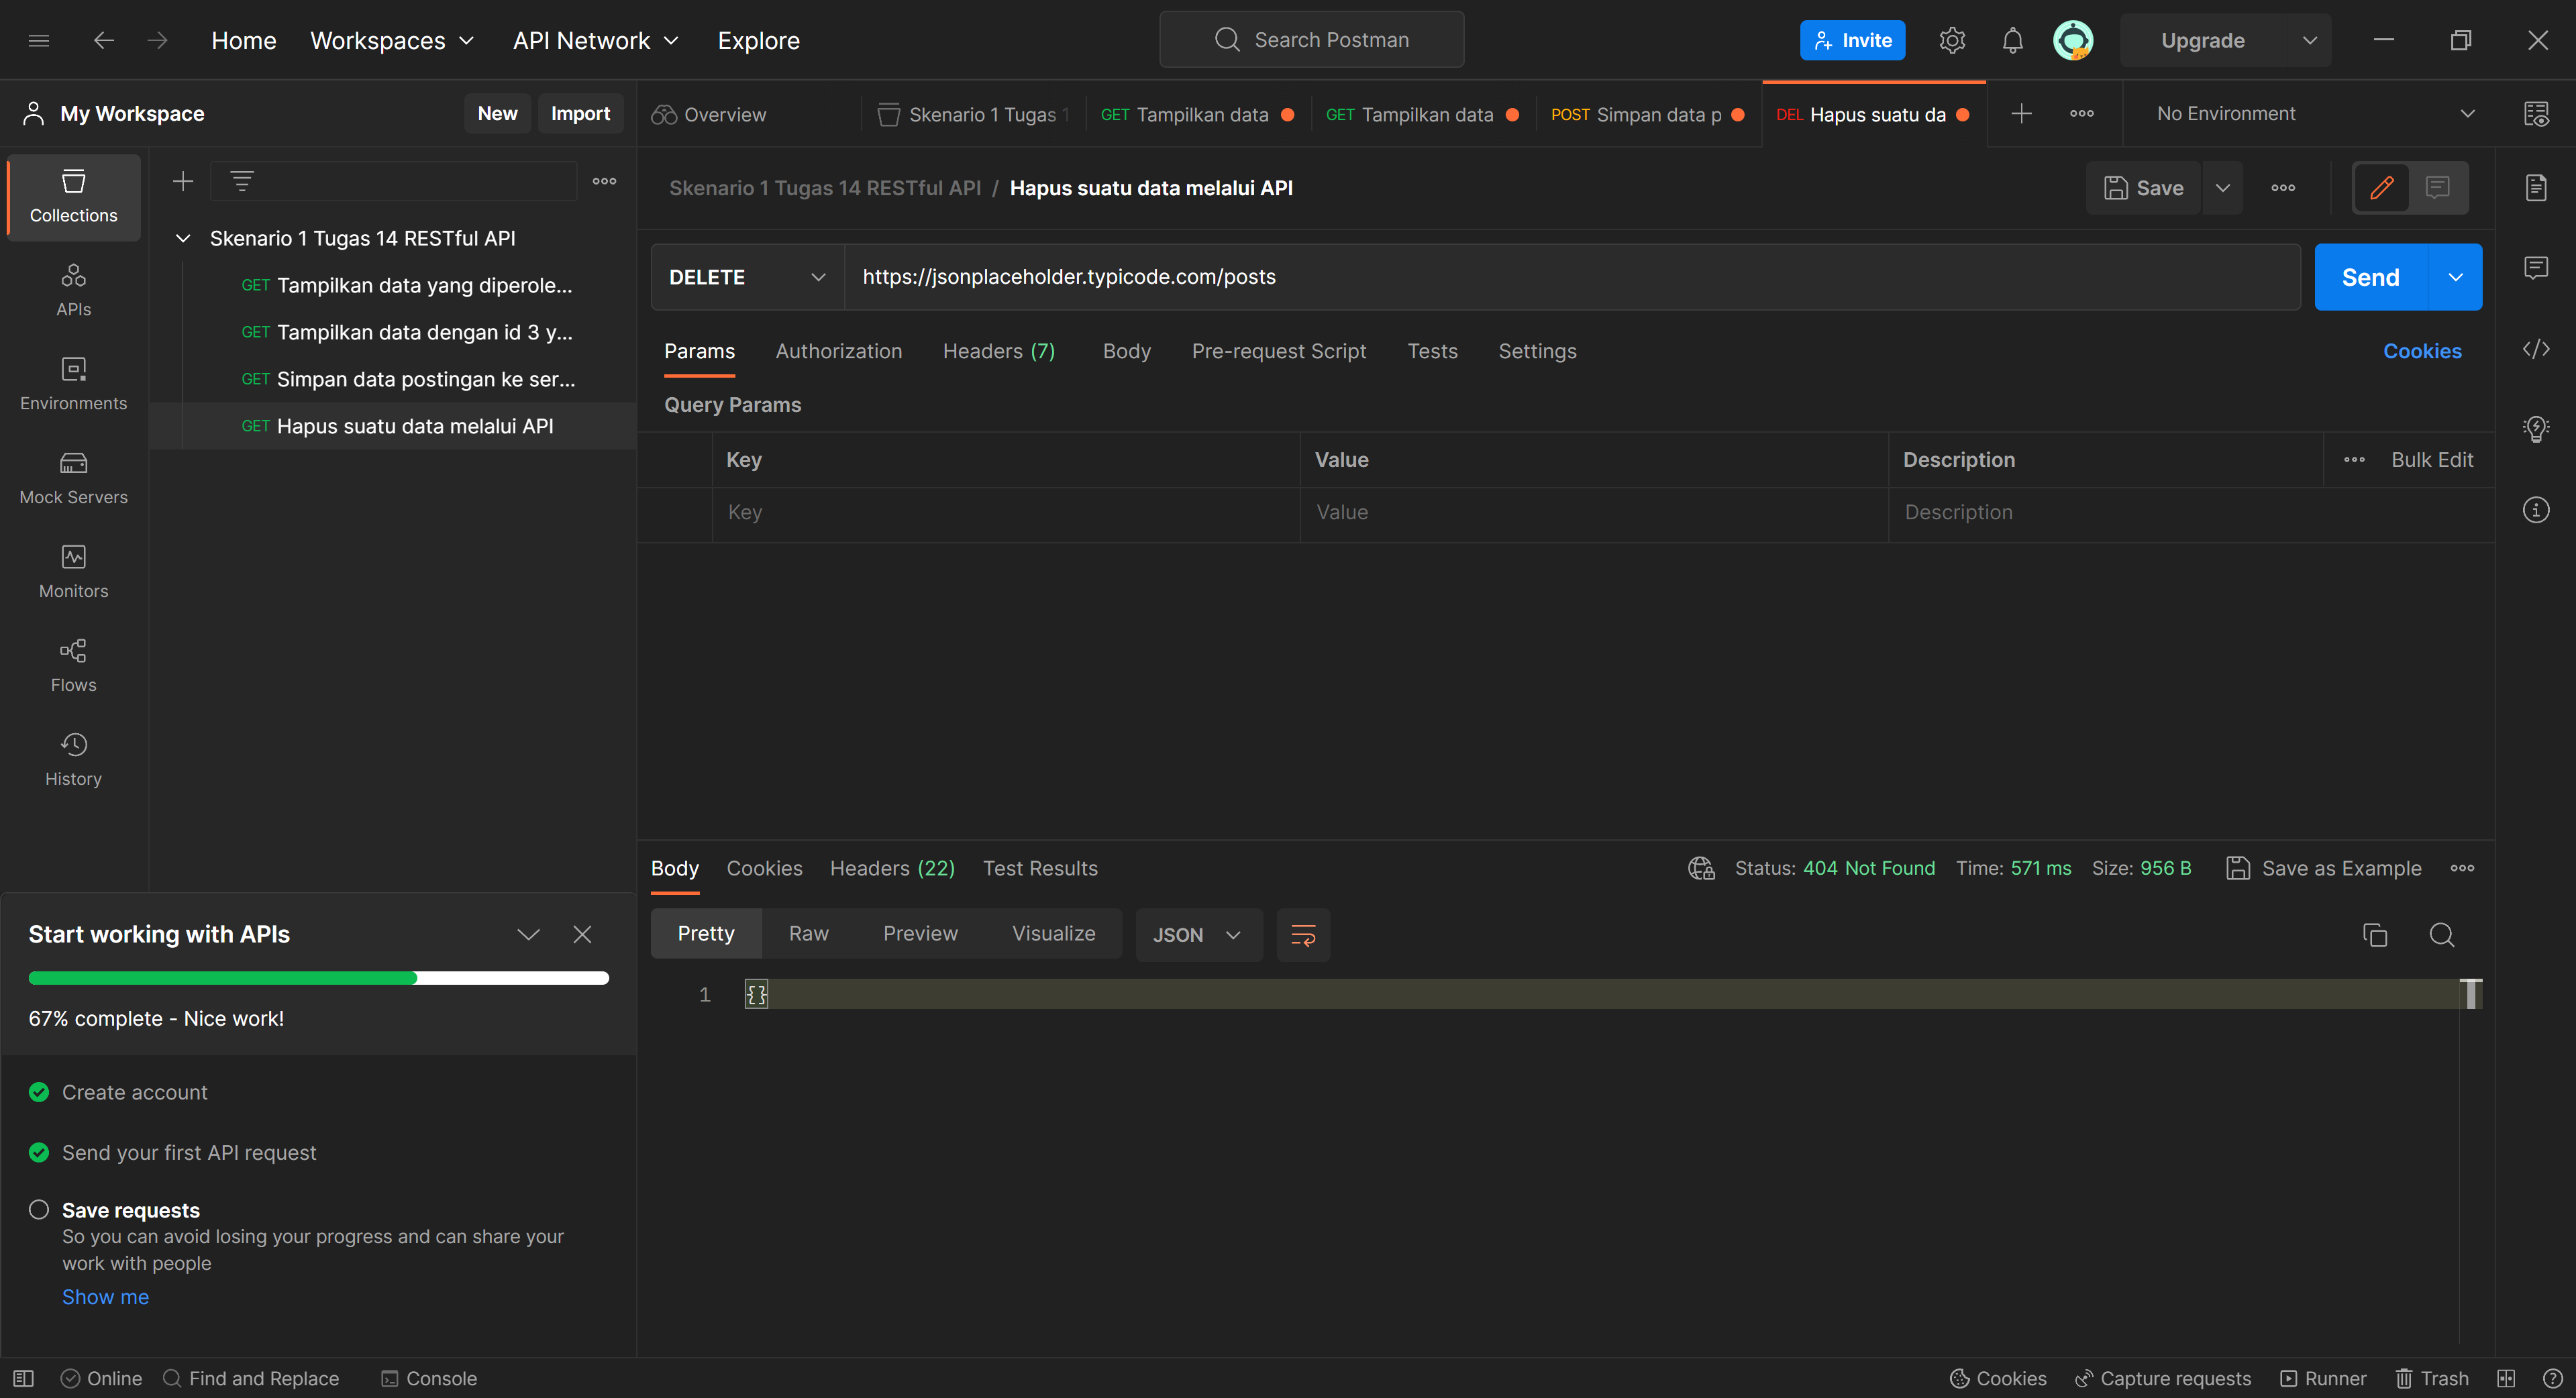 Home
Workspaces
API Network
Explore
Search Postman
Invite
Upgrade
My Workspace
New
Import
Overview
Skenario 1 Tugas 1
GET Tampilkan data
GET Tampilkan data
POST Simpan data p
DEL Hapus suatu da
No Environment
Collections
APIs
Environments
Mock Servers
Monitors
Flows
History
Skenario 1 Tugas 14 RESTful API
GET Tampilkan data yang diperole...
GET Tampilkan data dengan id 3 y...
GET Simpan data postingan ke ser...
GET Hapus suatu data melalui API
Skenario 1 Tugas 14 RESTful API / Hapus suatu data melalui API
Save
DELETE
https://jsonplaceholder.typicode.com/posts
Send
Params
Authorization
Headers (7)
Body
Pre-request Script
Tests
Settings
Cookies
Query Params
Key
Value
Description
Bulk Edit
Key
Value
Description
Body
Cookies
Headers (22)
Test Results
Status: 404 Not Found
Time: 571 ms
Size: 956 B
Save as Example
Pretty
Raw
Preview
Visualize
JSON
1
{}
Start working with APIs
67% complete - Nice work!
Create account
Send your first API request
Save requests
So you can avoid losing your progress and can share your
work with people
Show me
Online
Find and Replace
Console
Cookies
Capture requests
Runner
Trash